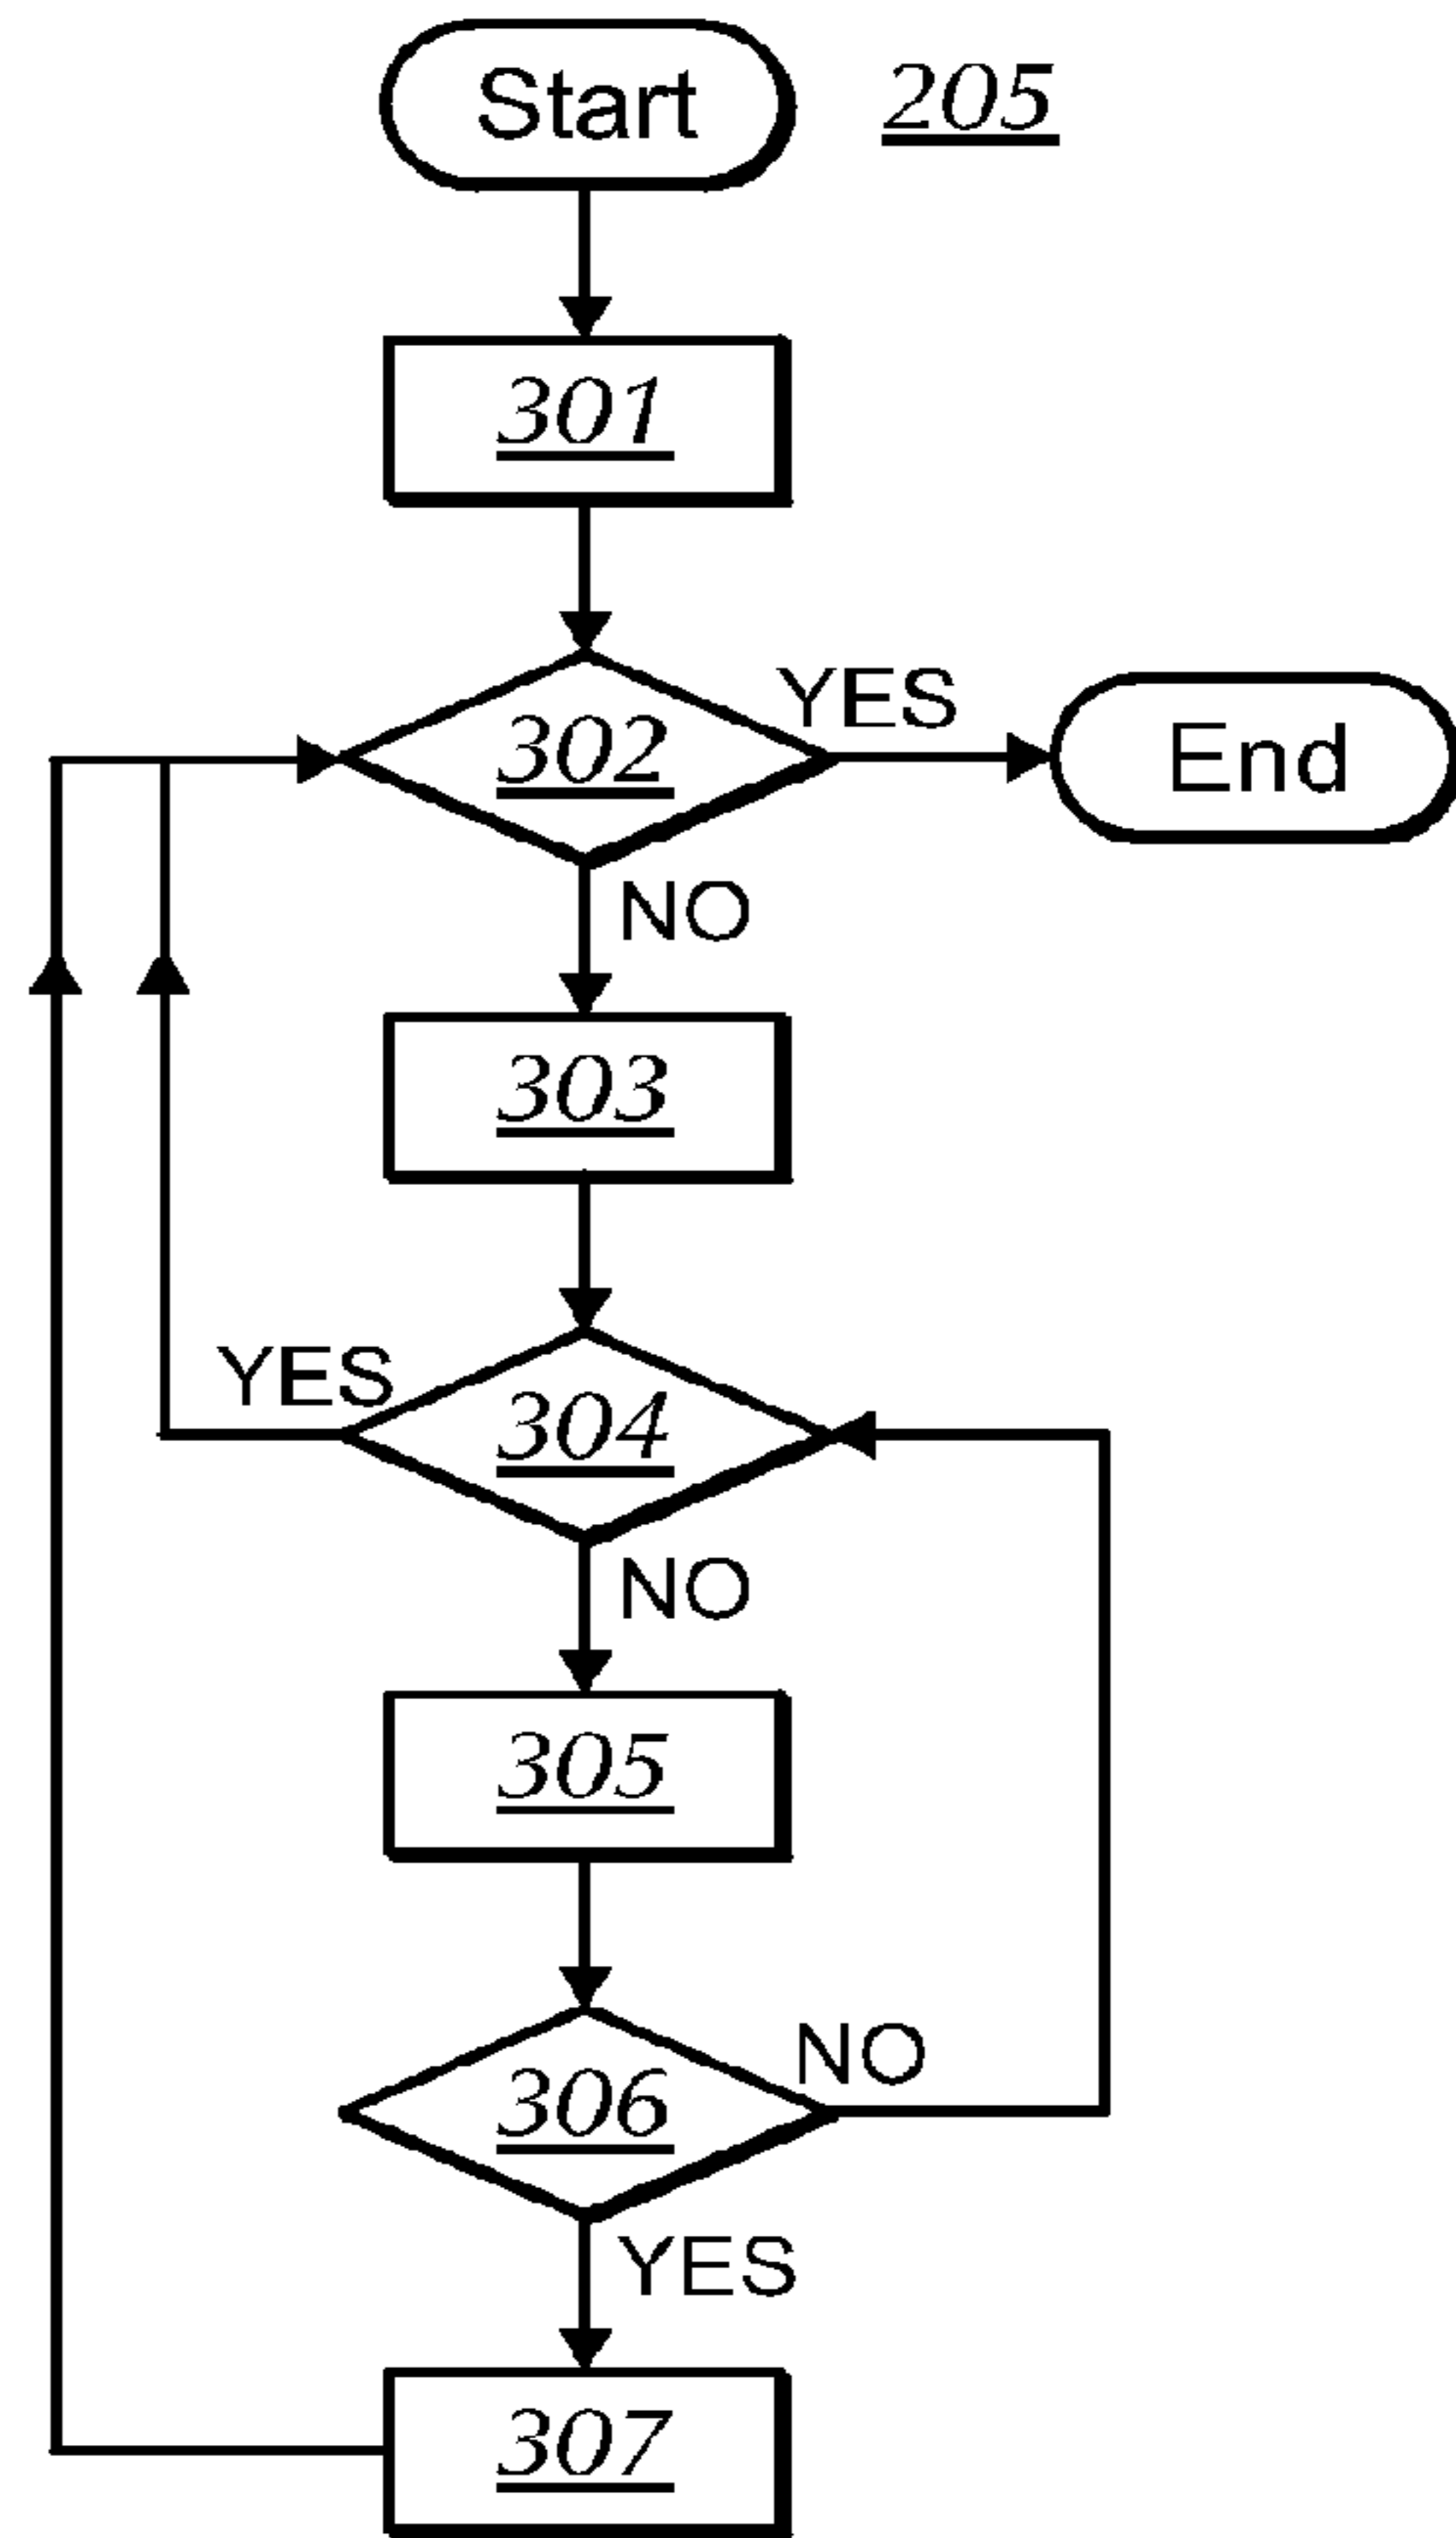 Start 205
301
302 YES End
NO
303
YES 304
NO
305
306 NO
YES
307